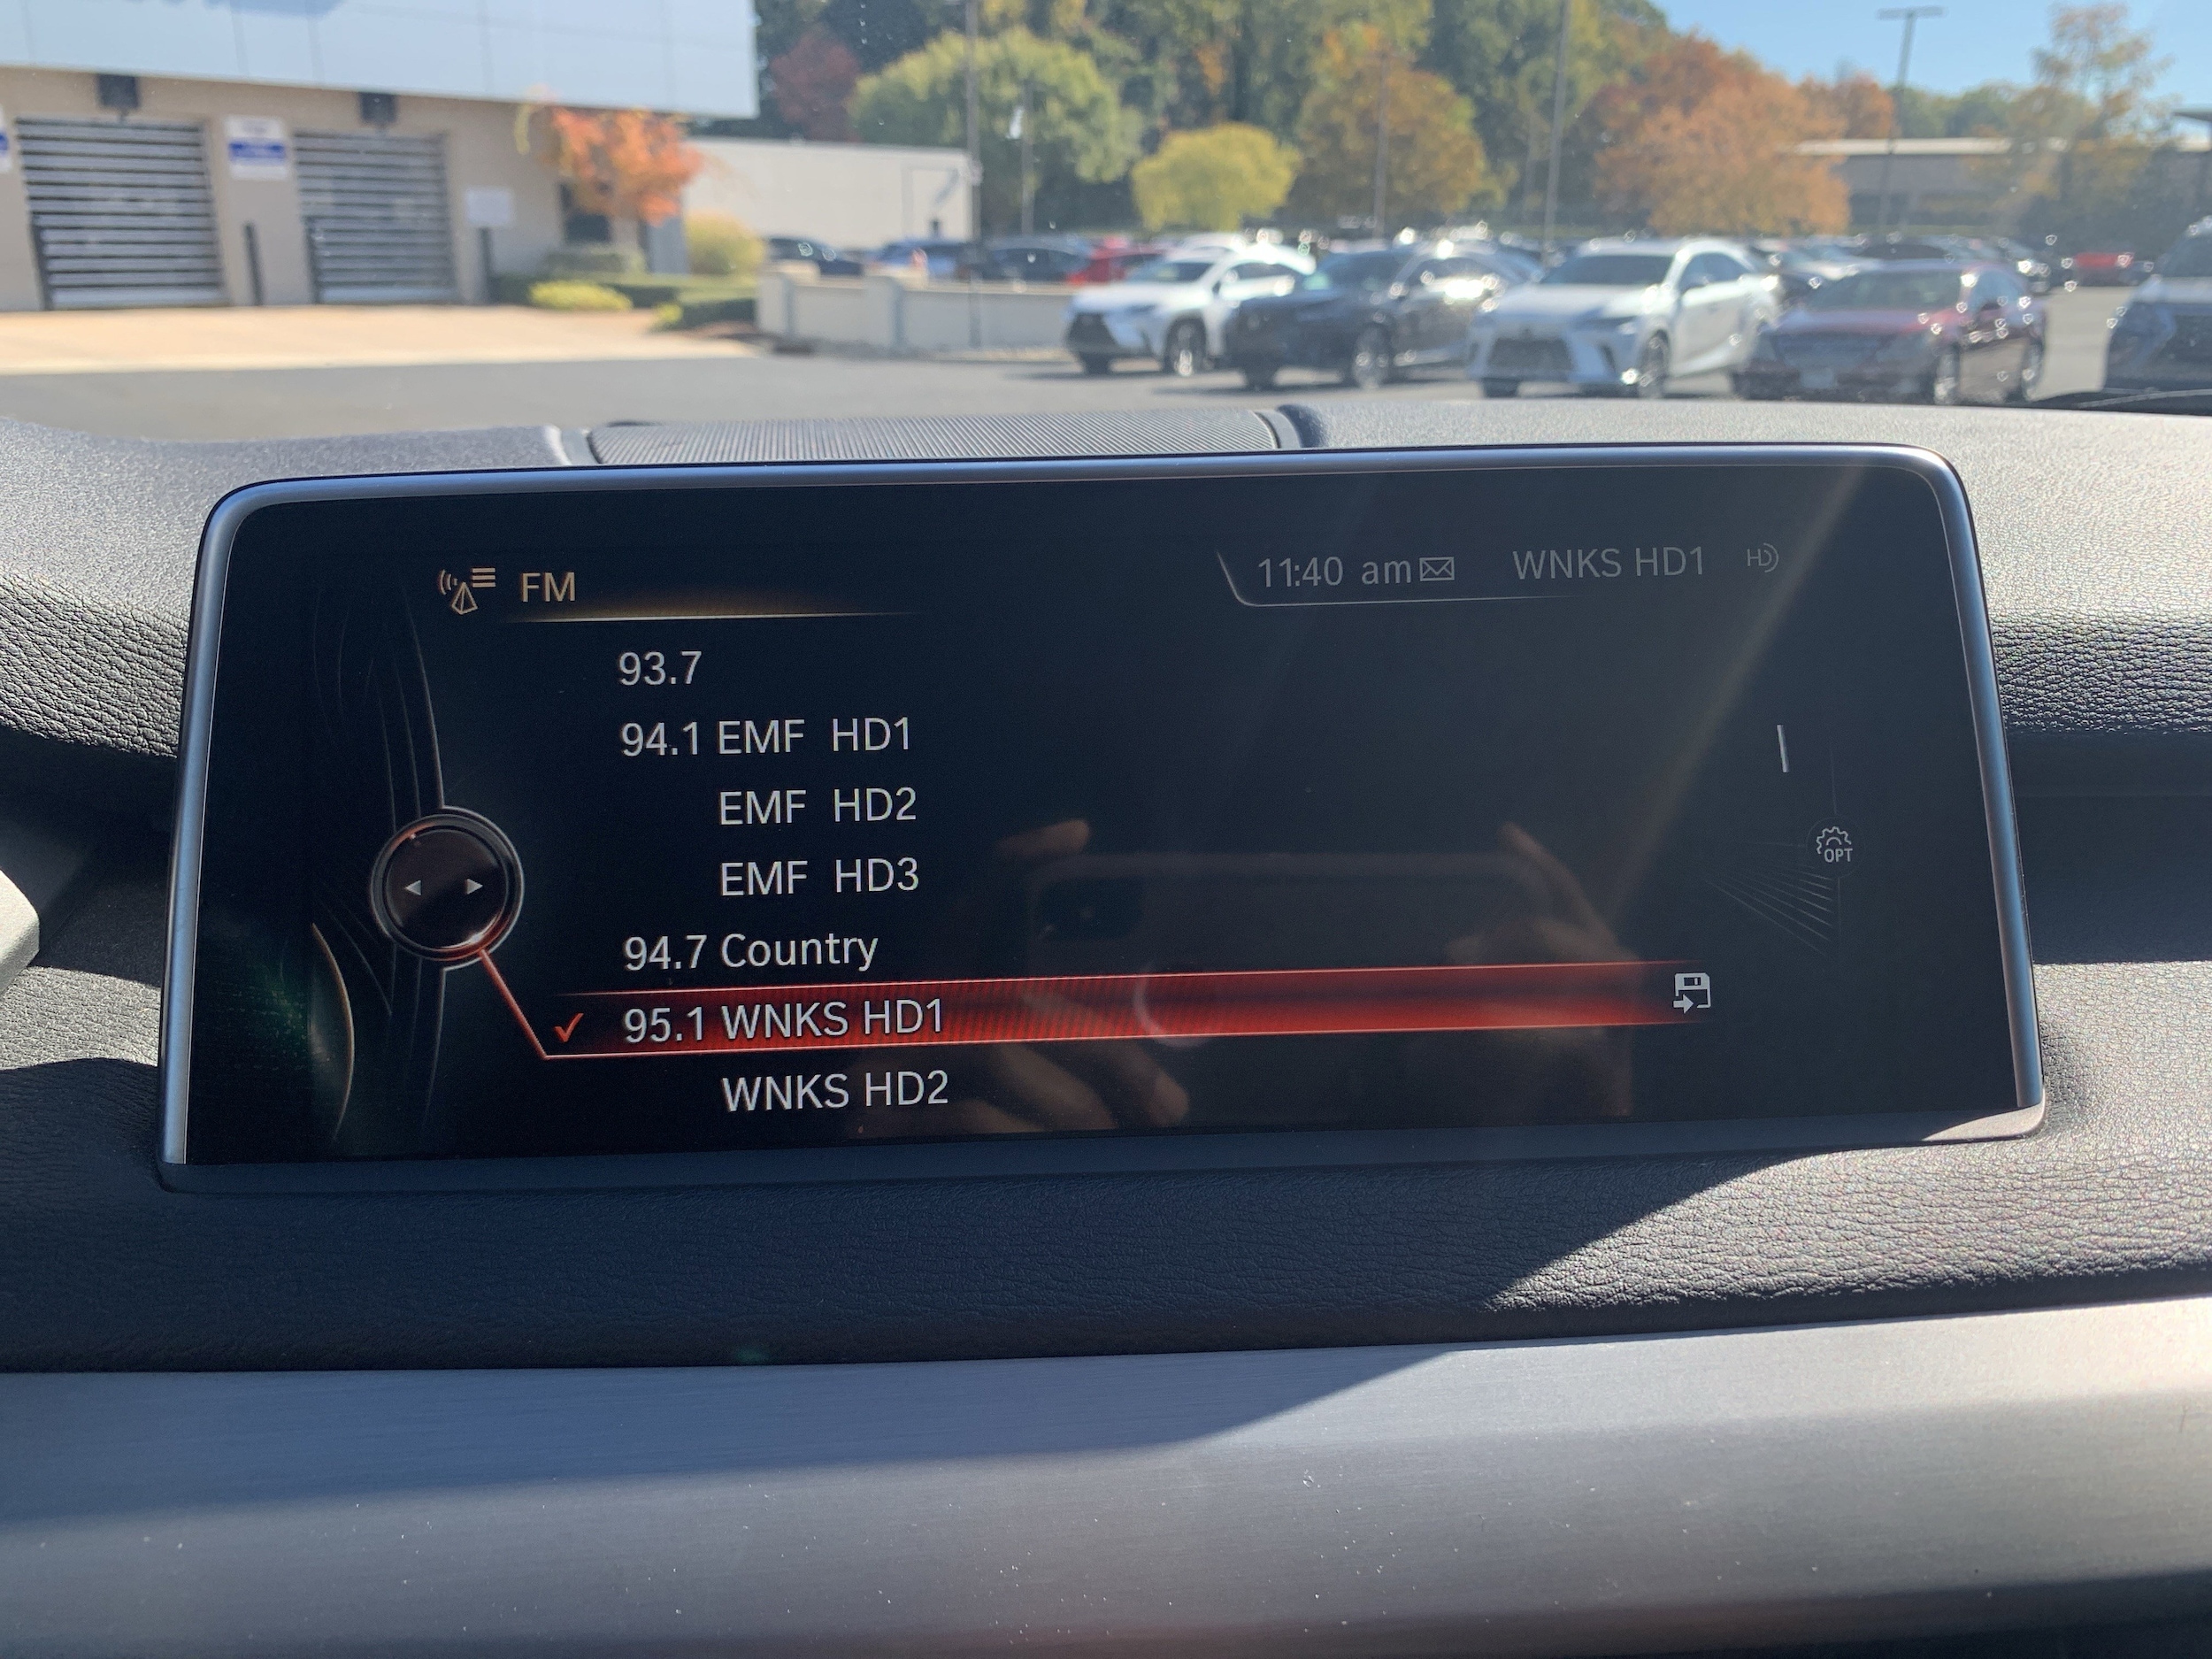 FM
11:40 am WNKS HD1 HD
93.7
94.1 EMF HD1
EMF HD2
EMF HD3
94.7 Country
95.1 WNKS HD1
WNKS HD2
OPT